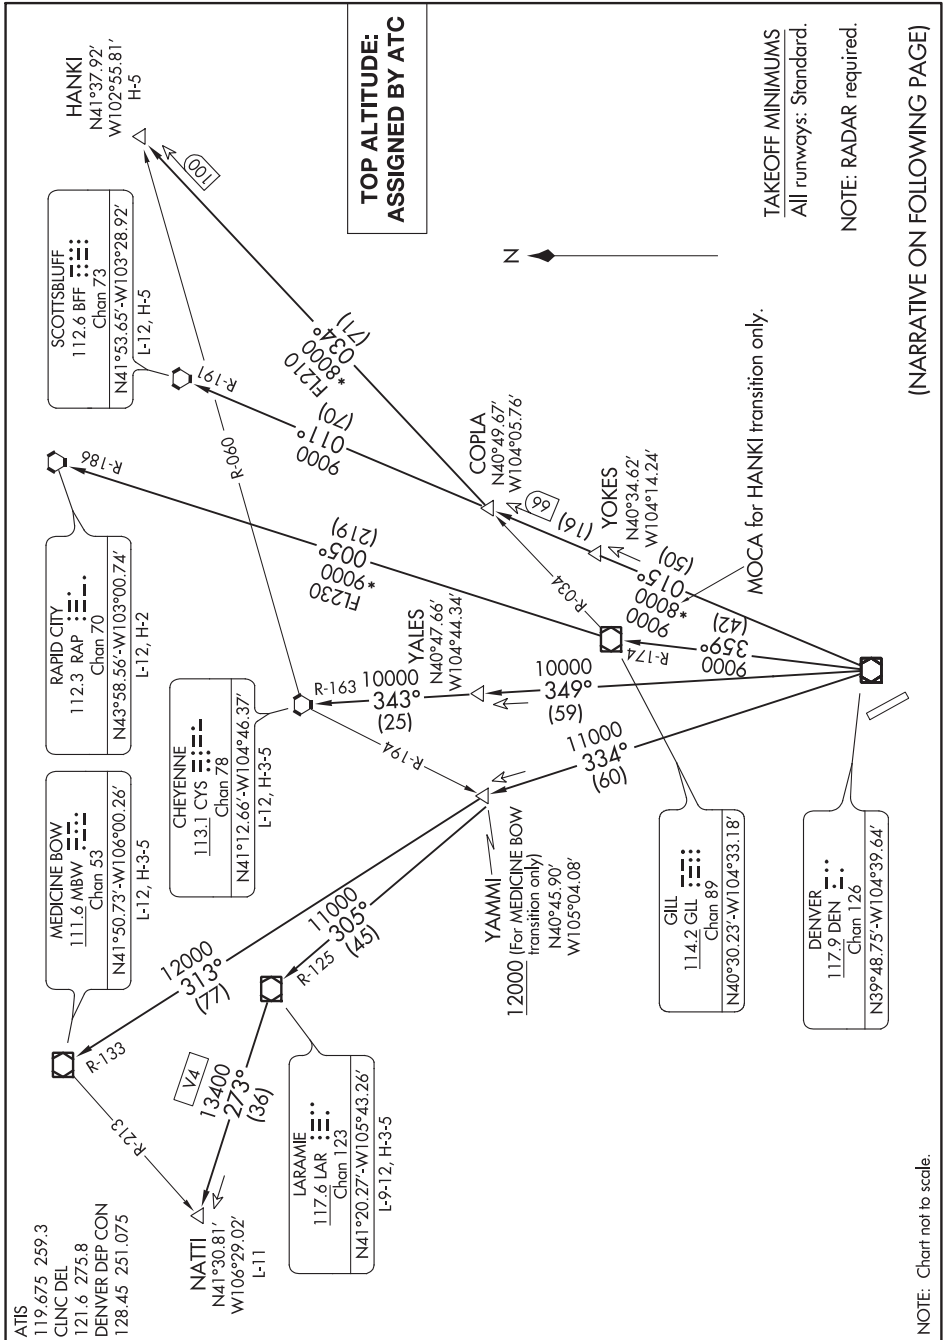 ATIS
119.675 259.3
CLNC DEL
121.6 275.8
DENVER DEP CON
128.45 251.075
HANKI
N41°37.92'
W102°55.81'
H-5
TOP ALTITUDE:
ASSIGNED BY ATC
SCOTTSBLUFF
112.6 BFF
Chan 73
N41°53.65'-W103°28.92'
L-12, H-5
RAPID CITY
112.3 RAP
Chan 70
N43°58.56'-W103°00.74'
L-12, H-2
MEDICINE BOW
111.6 MBW
Chan 53
N41°50.73'-W106°00.26'
L-12, H-3-5
CHEYENNE
113.1 CYS
Chan 78
N41°12.66'-W104°46.37'
L-12, H-3-5
100
FL210
*8000
034°
(71)
R-191
9000
011°
(70)
R-060
R-186
FL230
*9000
005°
(219)
COPLA
N40°49.67'
W104°05.76'
66
(16)
YOKES
N40°34.62'
W104°14.24'
R-034
9000
*8000
015°
(50)
MOCA for HANKI transition only.
R-174
9000
359°
(42)
YALES
N40°47.66'
W104°44.34'
R-163
10000
343°
(25)
10000
349°
(59)
R-194
11000
334°
(60)
YAMMI
12000 (For MEDICINE BOW
transition only)
N40°45.90'
W105°04.08'
R-133
12000
313°
(77)
11000
305°
(45)
R-125
R-213
V4
13400
273°
(36)
NATTI
N41°30.81'
W106°29.02'
L-11
LARAMIE
117.6 LAR
Chan 123
N41°20.27'-W105°43.26'
L-9-12, H-3-5
GILL
114.2 GLL
Chan 89
N40°30.23'-W104°33.18'
DENVER
117.9 DEN
Chan 126
N39°48.75'-W104°39.64'
N
TAKEOFF MINIMUMS
All runways: Standard.
NOTE: RADAR required.
(NARRATIVE ON FOLLOWING PAGE)
NOTE: Chart not to scale.